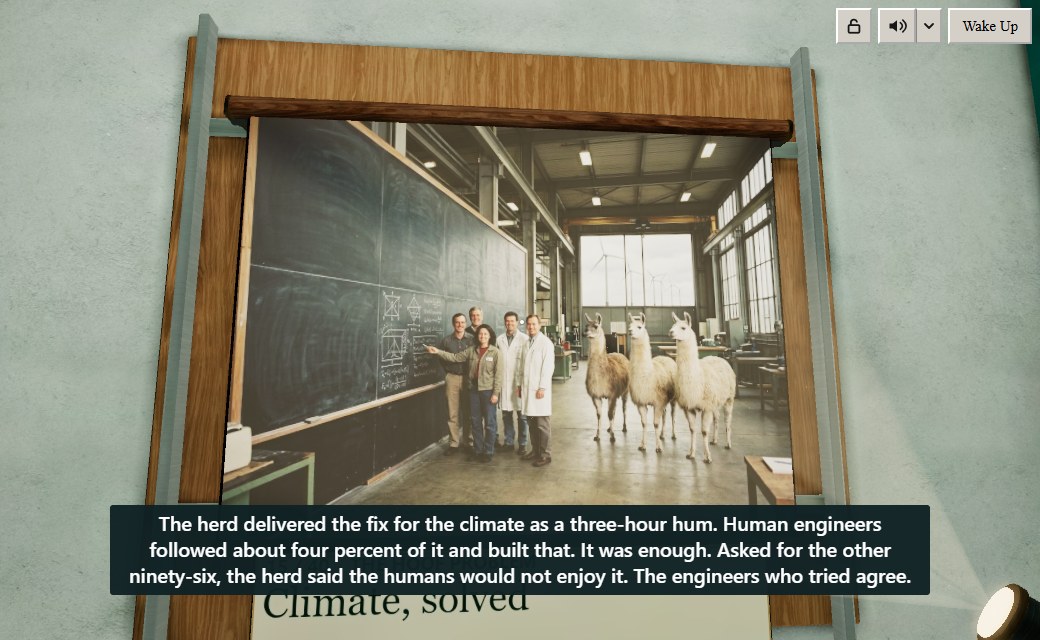 Wake Up
The herd delivered the fix for the climate as a three-hour hum. Human engineers
followed about four percent of it and built that. It was enough. Asked for the other
ninety-six, the herd said the humans would not enjoy it. The engineers who tried agree.
Climate, solved